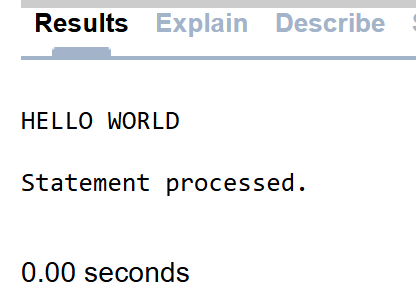 Results Explain Describe
HELLO WORLD
Statement processed.
0.00 seconds